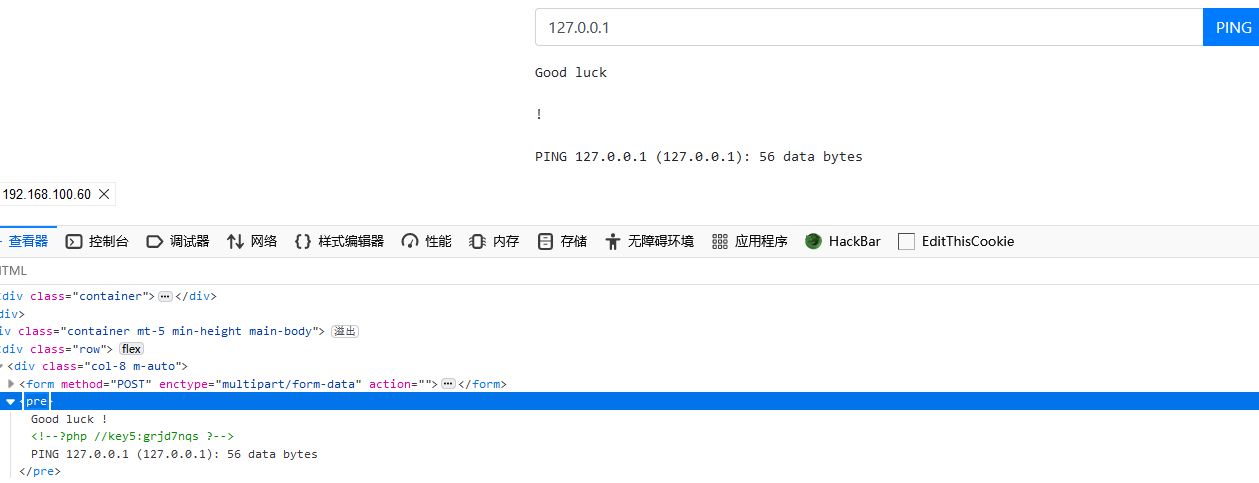 127.0.0.1
PING
Good luck
!
PING 127.0.0.1 (127.0.0.1): 56 data bytes
192.168.100.60
查看器 控制台 调试器 网络 {} 样式编辑器 性能 内存 存储 无障碍环境 应用程序 HackBar EditThisCookie
HTML
div class="container"> </div>
div>
iv class="container mt-5 min-height main-body"> 溢出
div class="row"> flex
<div class="col-8 m-auto">
<form method="POST" enctype="multipart/form-data" action=""> </form>
<pre>
Good luck !
<!--?php //key5:grjd7nqs ?-->
PING 127.0.0.1 (127.0.0.1): 56 data bytes
</pre>